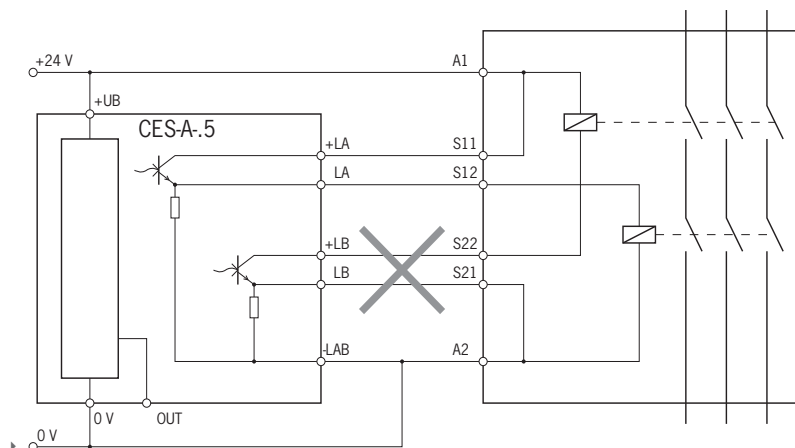 +24 V
A1
+UB
CES-A-.5
+LA
S11
LA
S12
+LB
S22
LB
S21
-LAB
A2
0 V
OUT
0 V